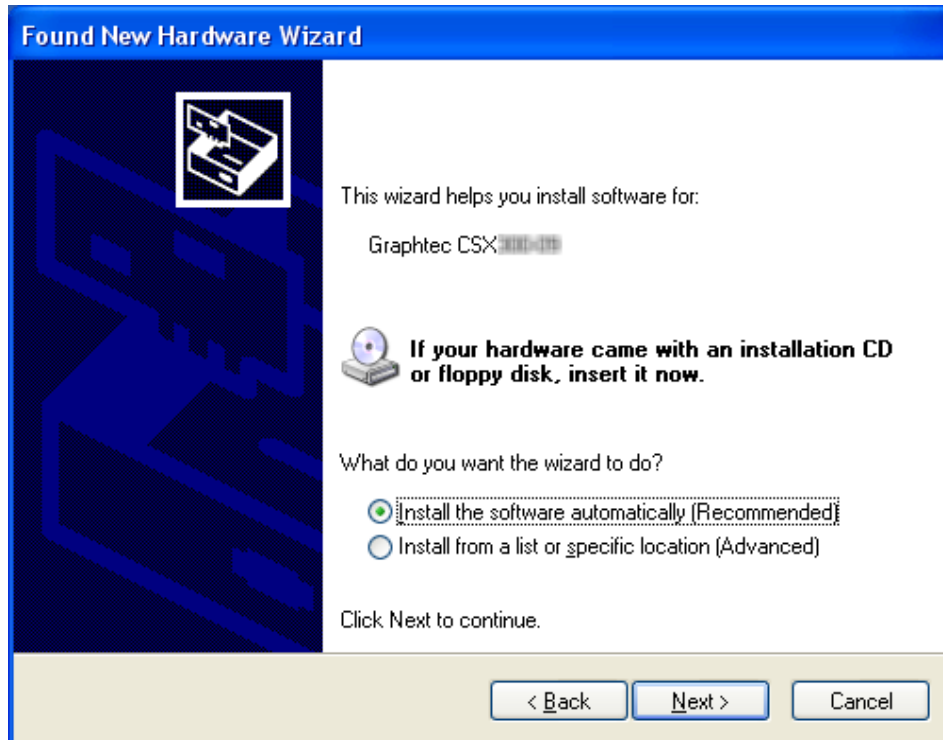 Found New Hardware Wizard
This wizard helps you install software for:
Graphtec CSX
If your hardware came with an installation CD
or floppy disk, insert it now.
What do you want the wizard to do?
Install the software automatically (Recommended)
Install from a list or specific location (Advanced)
Click Next to continue.
< Back Next > Cancel